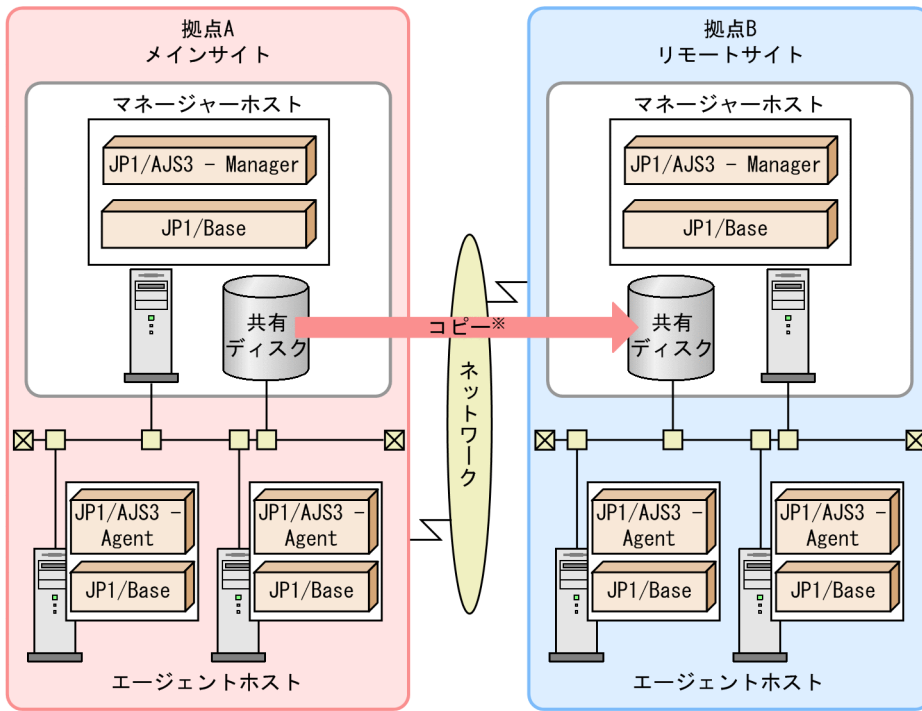 拠点A
メインサイト
マネージャーホスト
JP1/AJS3 － Manager
JP1/Base
共有
ディスク
JP1/AJS3 －
Agent
JP1/Base
JP1/AJS3 －
Agent
JP1/Base
エージェントホスト
コピー※
ネットワーク
拠点B
リモートサイト
マネージャーホスト
JP1/AJS3 － Manager
JP1/Base
共有
ディスク
JP1/AJS3 －
Agent
JP1/Base
JP1/AJS3 －
Agent
JP1/Base
エージェントホスト